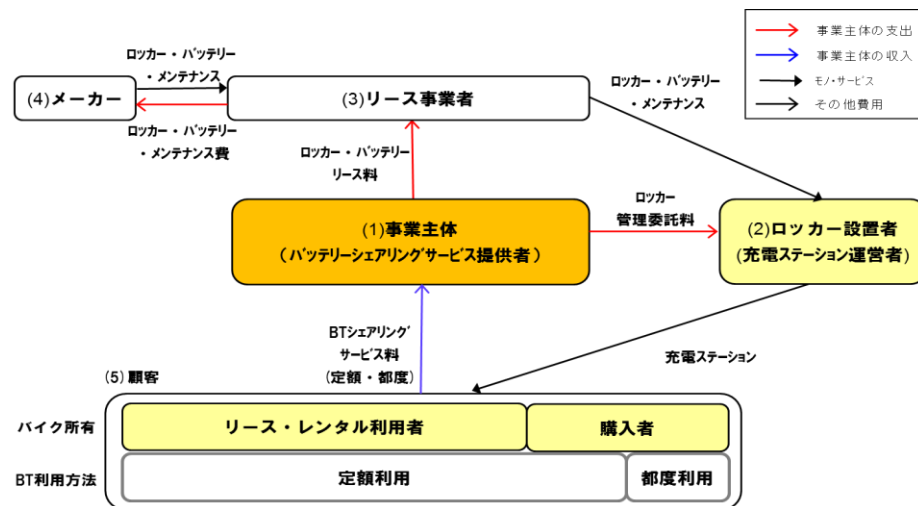 事業主体の支出
事業主体の収入
モノ・サービス
その他費用
ロッカー・バッテリー
・メンテナンス
(4)メーカー
(3)リース事業者
ロッカー・バッテリー
・メンテナンス
ロッカー・バッテリー
・メンテナンス費
ロッカー・バッテリー
リース料
ロッカー
管理委託料
(1)事業主体
（バッテリーシェアリングサービス提供者）
(2)ロッカー設置者
(充電ステーション運営者)
BTシェアリング
サービス料
(定額・都度)
充電ステーション
(5)顧客
バイク所有
リース・レンタル利用者
購入者
BT利用方法
定額利用
都度利用